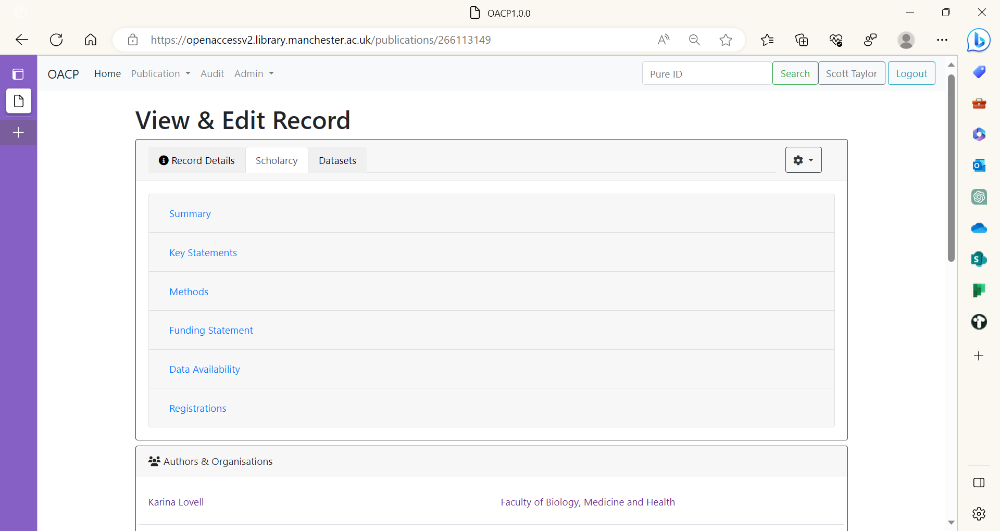 OACP1.0.0
https://openaccessv2.library.manchester.ac.uk/publications/266113149
OACP Home Publication Audit Admin Pure ID Search Scott Taylor Logout
View & Edit Record
Record Details Scholarcy Datasets
Summary
Key Statements
Methods
Funding Statement
Data Availability
Registrations
Authors & Organisations
Karina Lovell Faculty of Biology, Medicine and Health